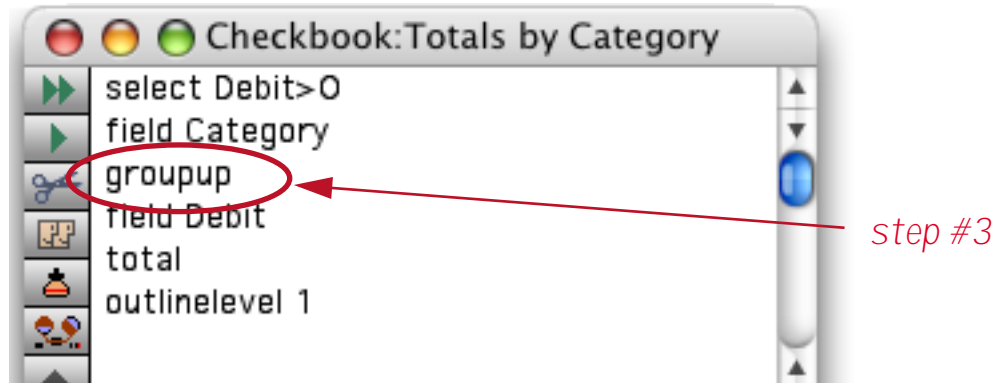 Checkbook:Totals by Category
select Debit>0
field Category
groupup
field Debit
total
outlinelevel 1
step #3